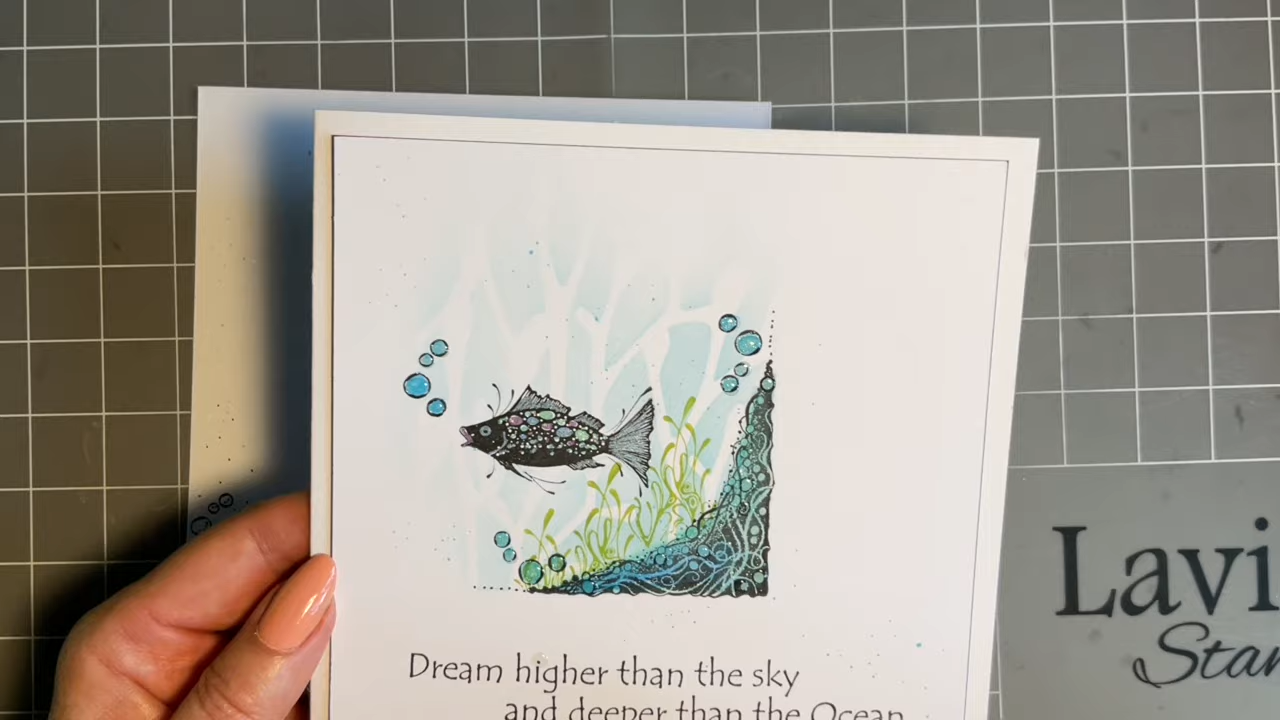 Dream higher than the sky
and deeper than the Ocean
Lavi
Stan